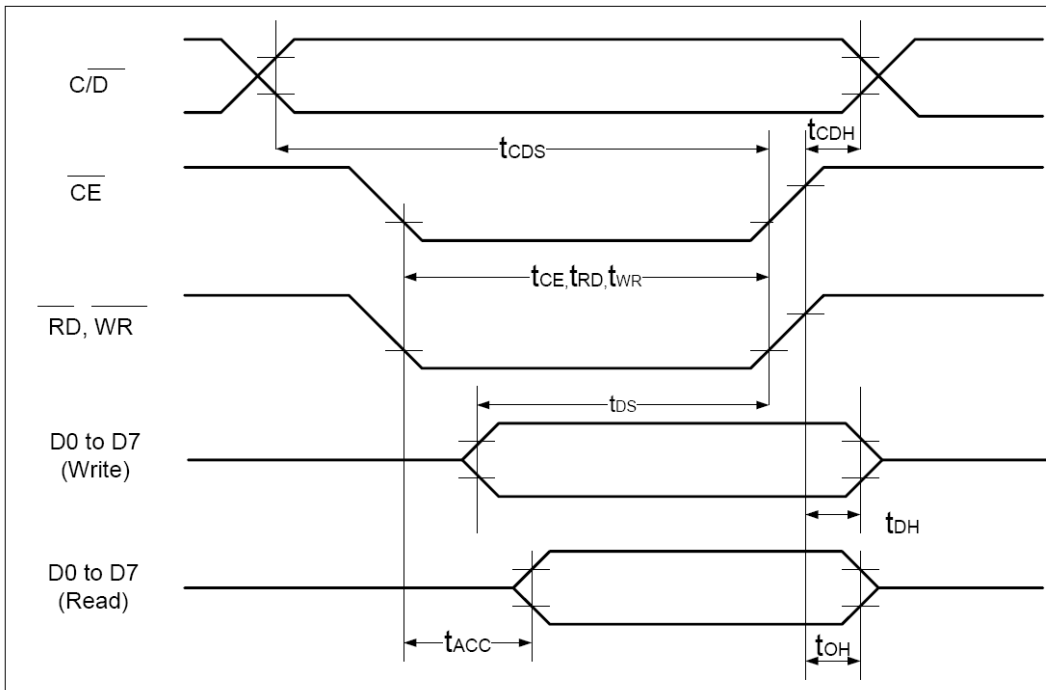 C/D
tCDH
tCDS
CE
tCE,tRD,tWR
RD, WR
tDS
D0 to D7
(Write)
tDH
D0 to D7
(Read)
tACC
tOH